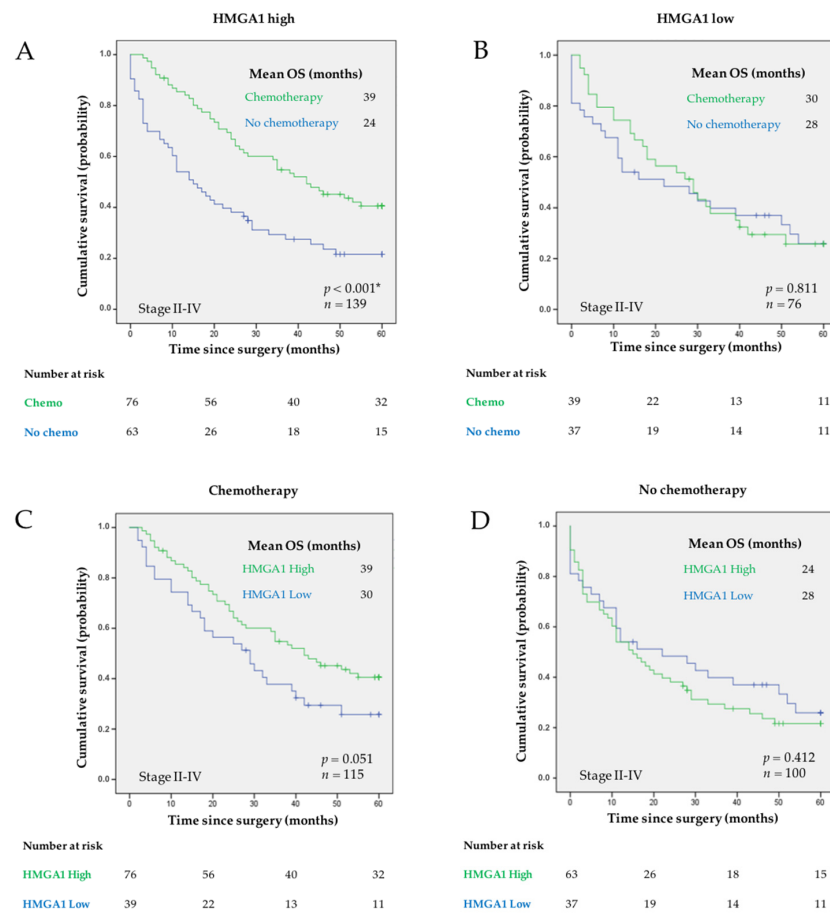 HMGA1 high
A
Mean OS (months)
Chemotherapy 39
No chemotherapy 24
Cumulative survival (probability)
1.0
0.8
0.6
0.4
0.2
0.0
p < 0.001*
n = 139
Stage II-IV
0 10 20 30 40 50 60
Time since surgery (months)
Number at risk
Chemo 76 56 40 32
No chemo 63 26 18 15
HMGA1 low
B
Mean OS (months)
Chemotherapy 30
No chemotherapy 28
Cumulative survival (probability)
1.0
0.8
0.6
0.4
0.2
0.0
p = 0.811
n = 76
Stage II-IV
0 10 20 30 40 50 60
Time since surgery (months)
Number at risk
Chemo 39 22 13 11
No chemo 37 19 14 11
Chemotherapy
C
Mean OS (months)
HMGA1 High 39
HMGA1 Low 30
Cumulative survival (probability)
1.0
0.8
0.6
0.4
0.2
0.0
p = 0.051
n = 115
Stage II-IV
0 10 20 30 40 50 60
Time since surgery (months)
Number at risk
HMGA1 High 76 56 40 32
HMGA1 Low 39 22 13 11
No chemotherapy
D
Mean OS (months)
HMGA1 High 24
HMGA1 Low 28
Cumulative survival (probability)
1.0
0.8
0.6
0.4
0.2
0.0
p = 0.412
n = 100
Stage II-IV
0 10 20 30 40 50 60
Time since surgery (months)
Number at risk
HMGA1 High 63 26 18 15
HMGA1 Low 37 19 14 11